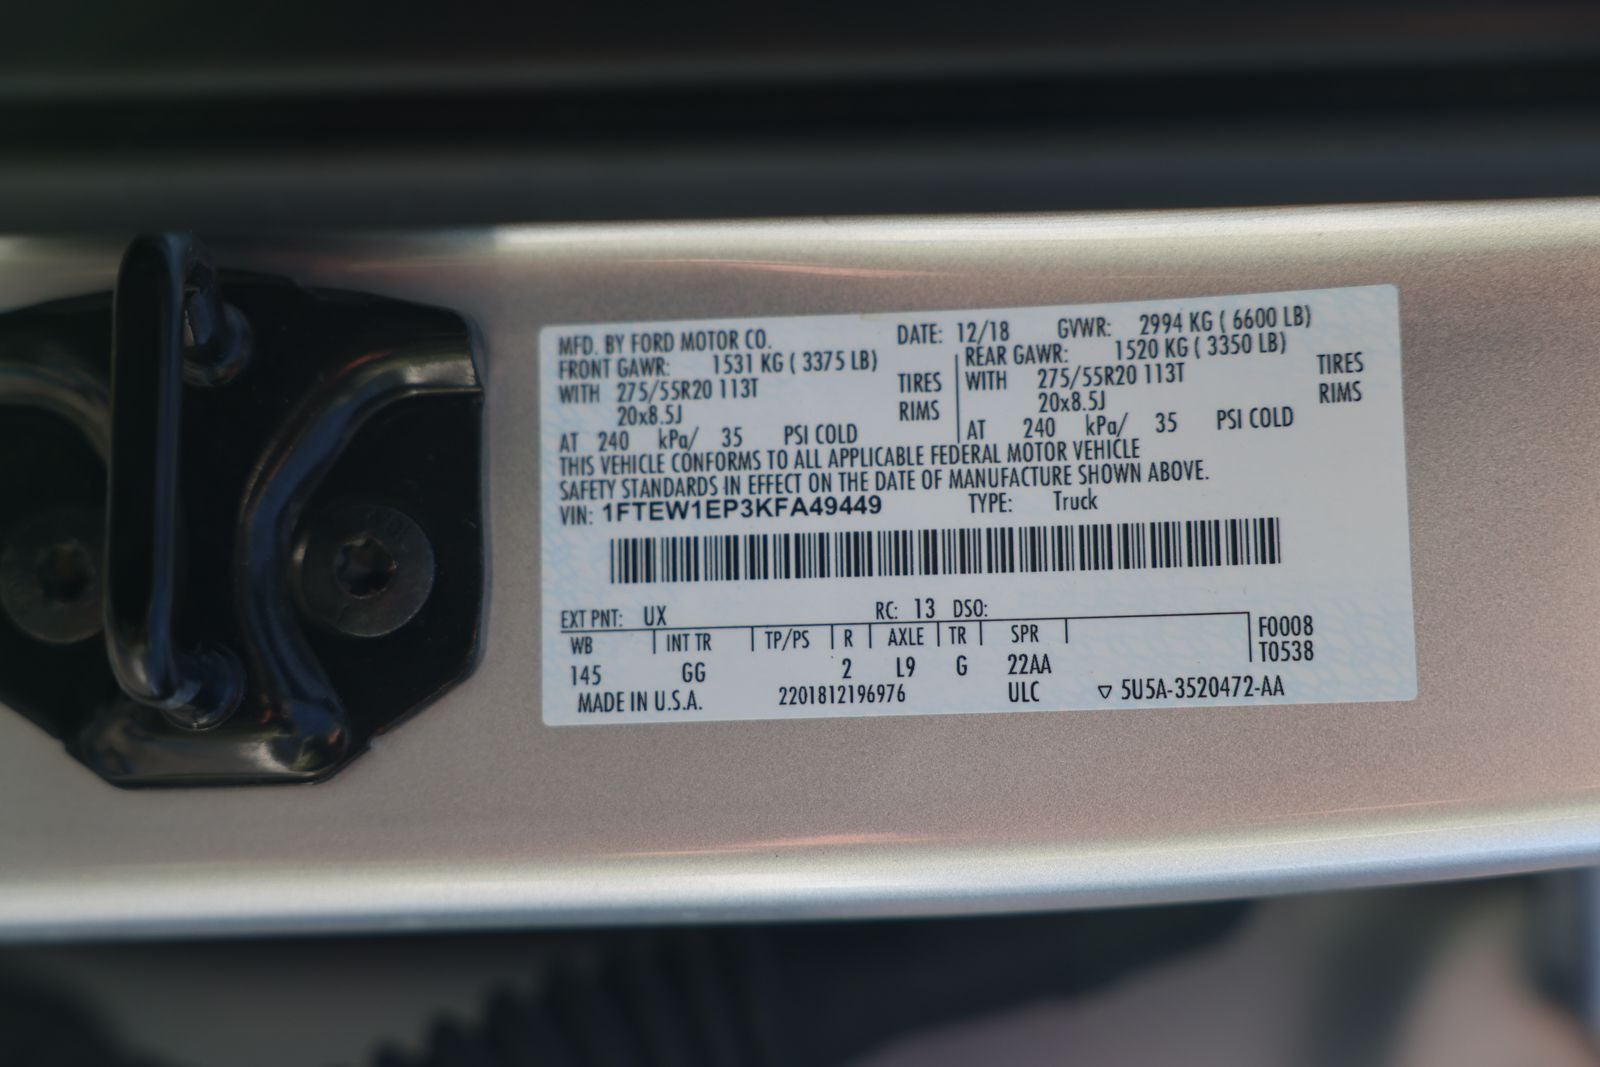 MFD. BY FORD MOTOR CO. DATE: 12/18 GVWR: 2994 KG ( 6600 LB)
FRONT GAWR: 1531 KG ( 3375 LB) REAR GAWR: 1520 KG ( 3350 LB)
WITH 275/55R20 113T TIRES WITH 275/55R20 113T TIRES
20x8.5J RIMS 20x8.5J RIMS
AT 240 kPa/ 35 PSI COLD AT 240 kPa/ 35 PSI COLD
THIS VEHICLE CONFORMS TO ALL APPLICABLE FEDERAL MOTOR VEHICLE
SAFETY STANDARDS IN EFFECT ON THE DATE OF MANUFACTURE SHOWN ABOVE.
VIN: 1FTEW1EP3KFA49449 TYPE: Truck
EXT PNT: UX RC: 13 DSO:
WB INT TR TP/PS R AXLE TR SPR F0008
145 GG 2 L9 G 22AA T0538
MADE IN U.S.A. 2201812196976 ULC ▽ 5U5A-3520472-AA